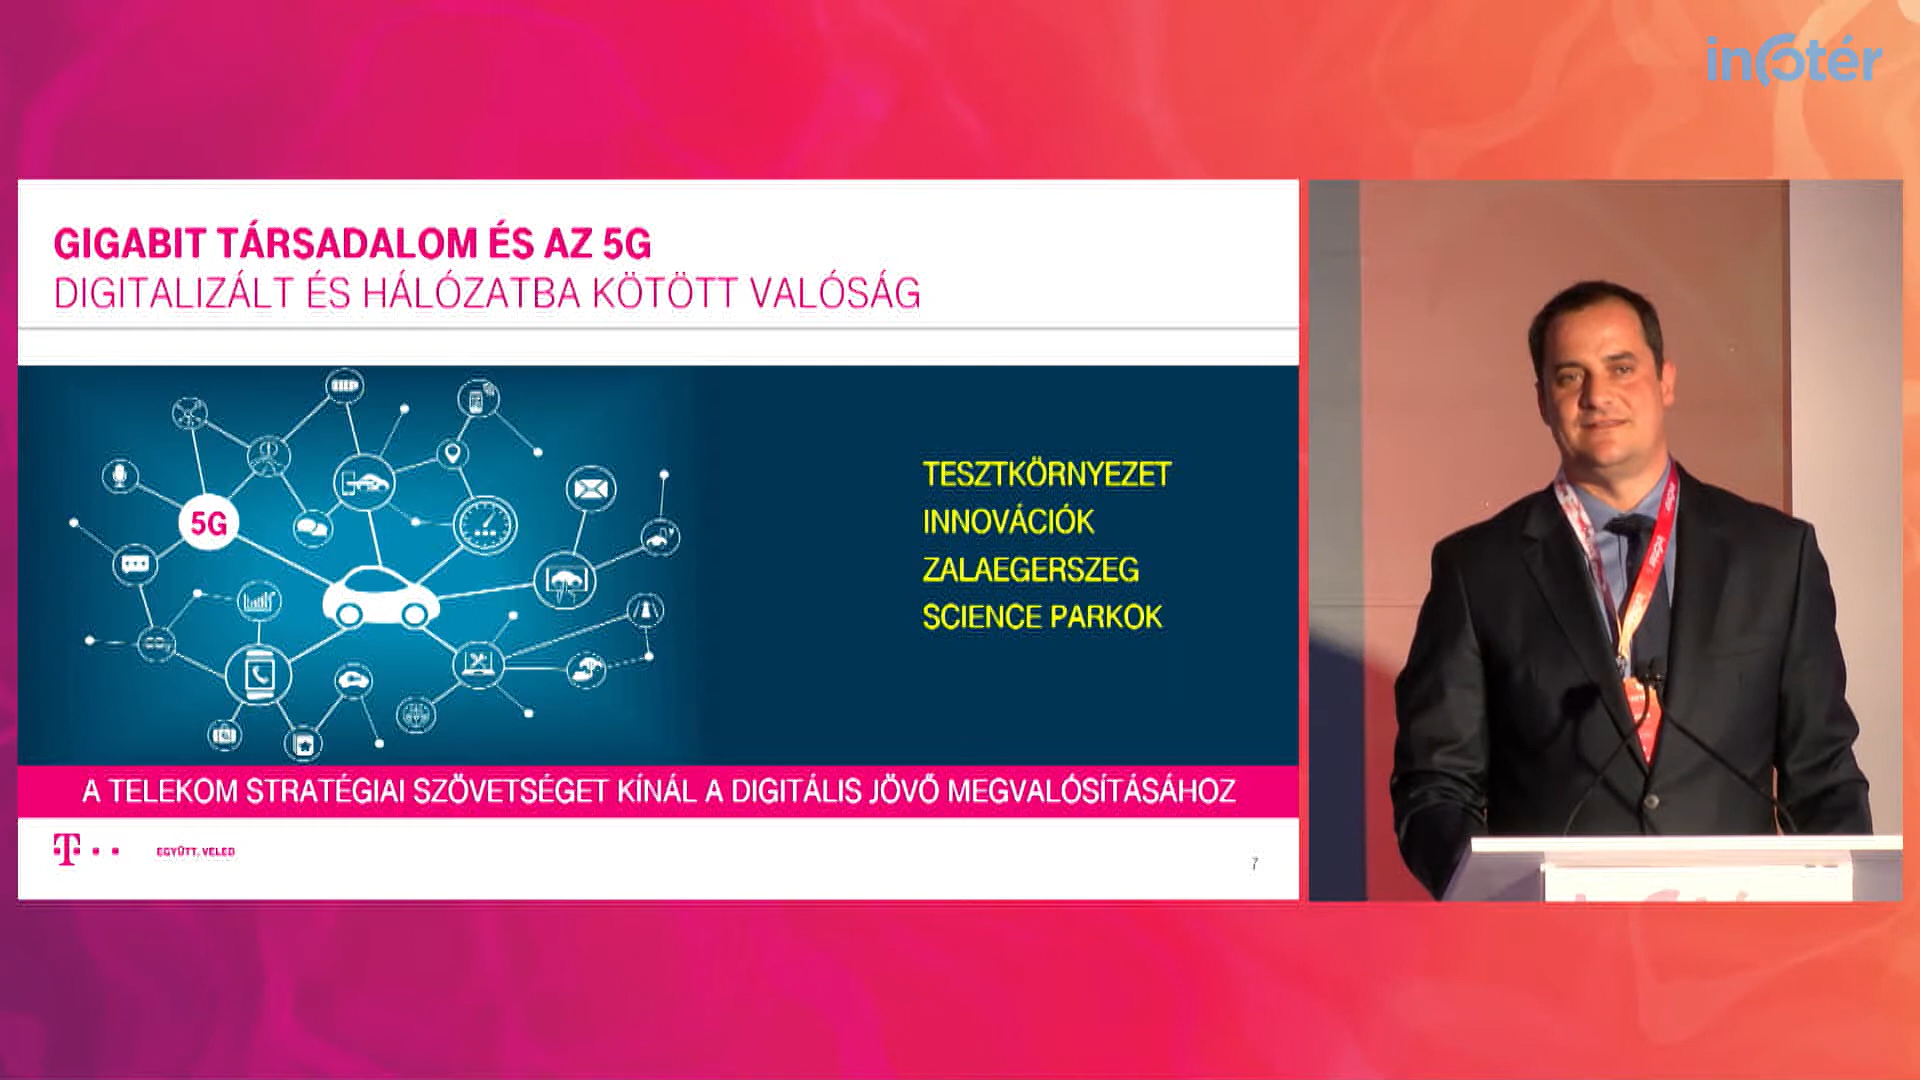 infotér
GIGABIT TÁRSADALOM ÉS AZ 5G
DIGITALIZÁLT ÉS HÁLÓZATBA KÖTÖTT VALÓSÁG
5G
TESZTKÖRNYEZET
INNOVÁCIÓK
ZALAEGERSZEG
SCIENCE PARKOK
A TELEKOM STRATÉGIAI SZÖVETSÉGET KÍNÁL A DIGITÁLIS JÖVŐ MEGVALÓSÍTÁSÁHOZ
T
EGYÜTT. VELED
7